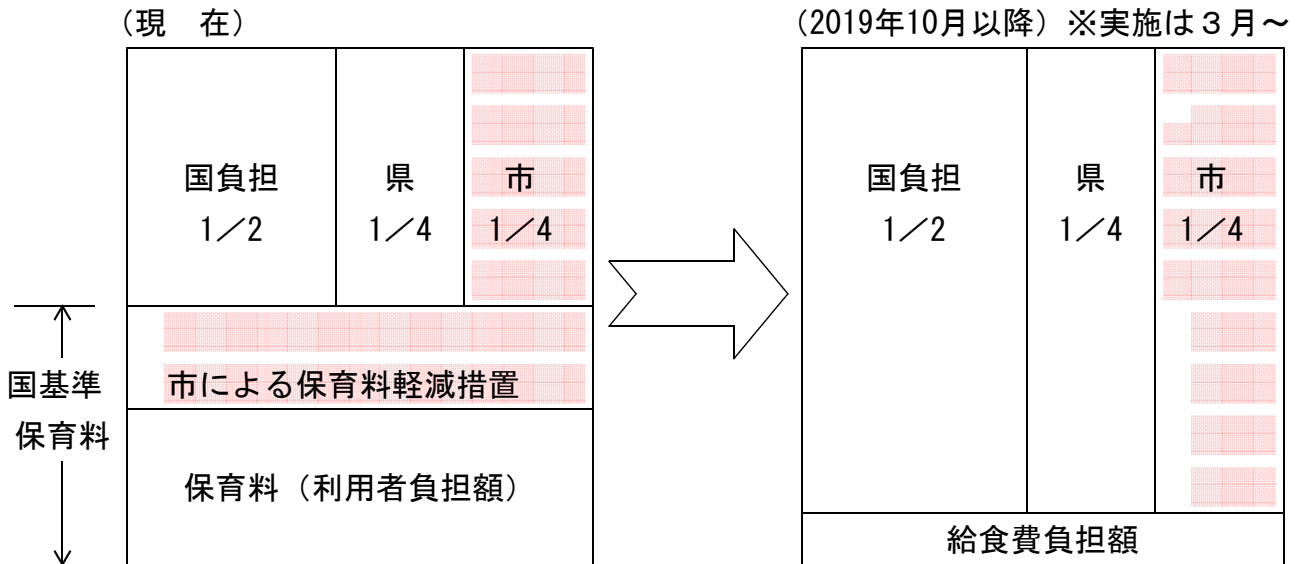 （現　在）
（2019年10月以降）※実施は３月～
国負担
1／2
県
1／4
市
1／4
国基準
保育料
市による保育料軽減措置
保育料（利用者負担額）
国負担
1／2
県
1／4
市
1／4
給食費負担額